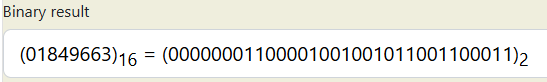 Binary result
(01849663)₁₆ = (00000001100001001001011001100011)₂